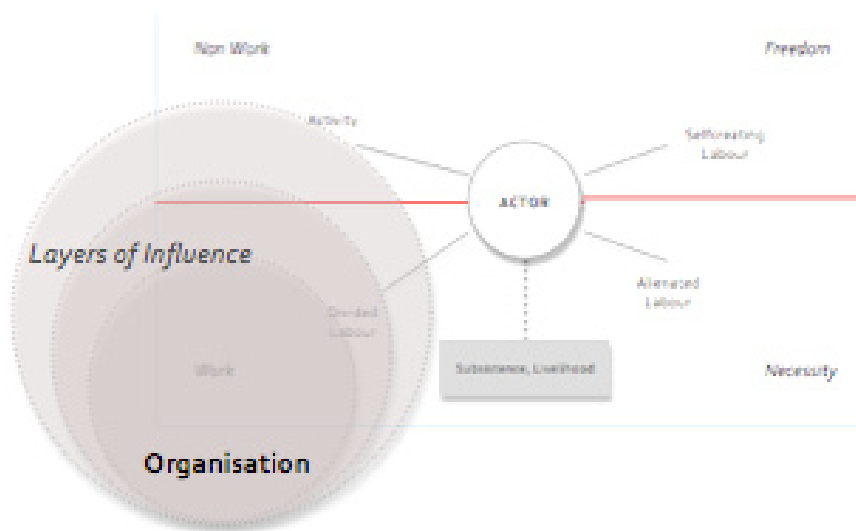 Non Work
Freedom
Activity
Selfcreating
Labour
ACTOR
Layers of Influence
Alienated
Labour
Divided
Labour
Work
Subsistence, Livelihood
Necessity
Organisation